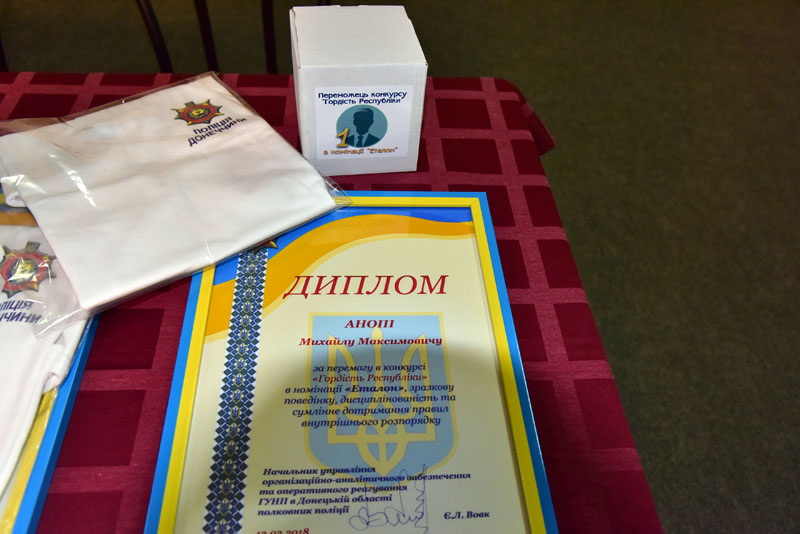 Переможець конкурсу
"Гордість Республіки"
1
в номінації "Еталон"
ПОЛІЦІЯ
ДОНЕЧЧИНИ
ДИПЛОМ
АНОПІ
Михайлу Максимовичу
за перемогу в конкурсі
«Гордість Республіки»
в номінації «Еталон», зразкову
поведінку, дисциплінованість та
сумлінне дотримання правил
внутрішнього розпорядку
Начальник управління
організаційно-аналітичного забезпечення
та оперативного реагування
ГУНП в Донецькій області
полковник поліції
Є.Л. Вовк